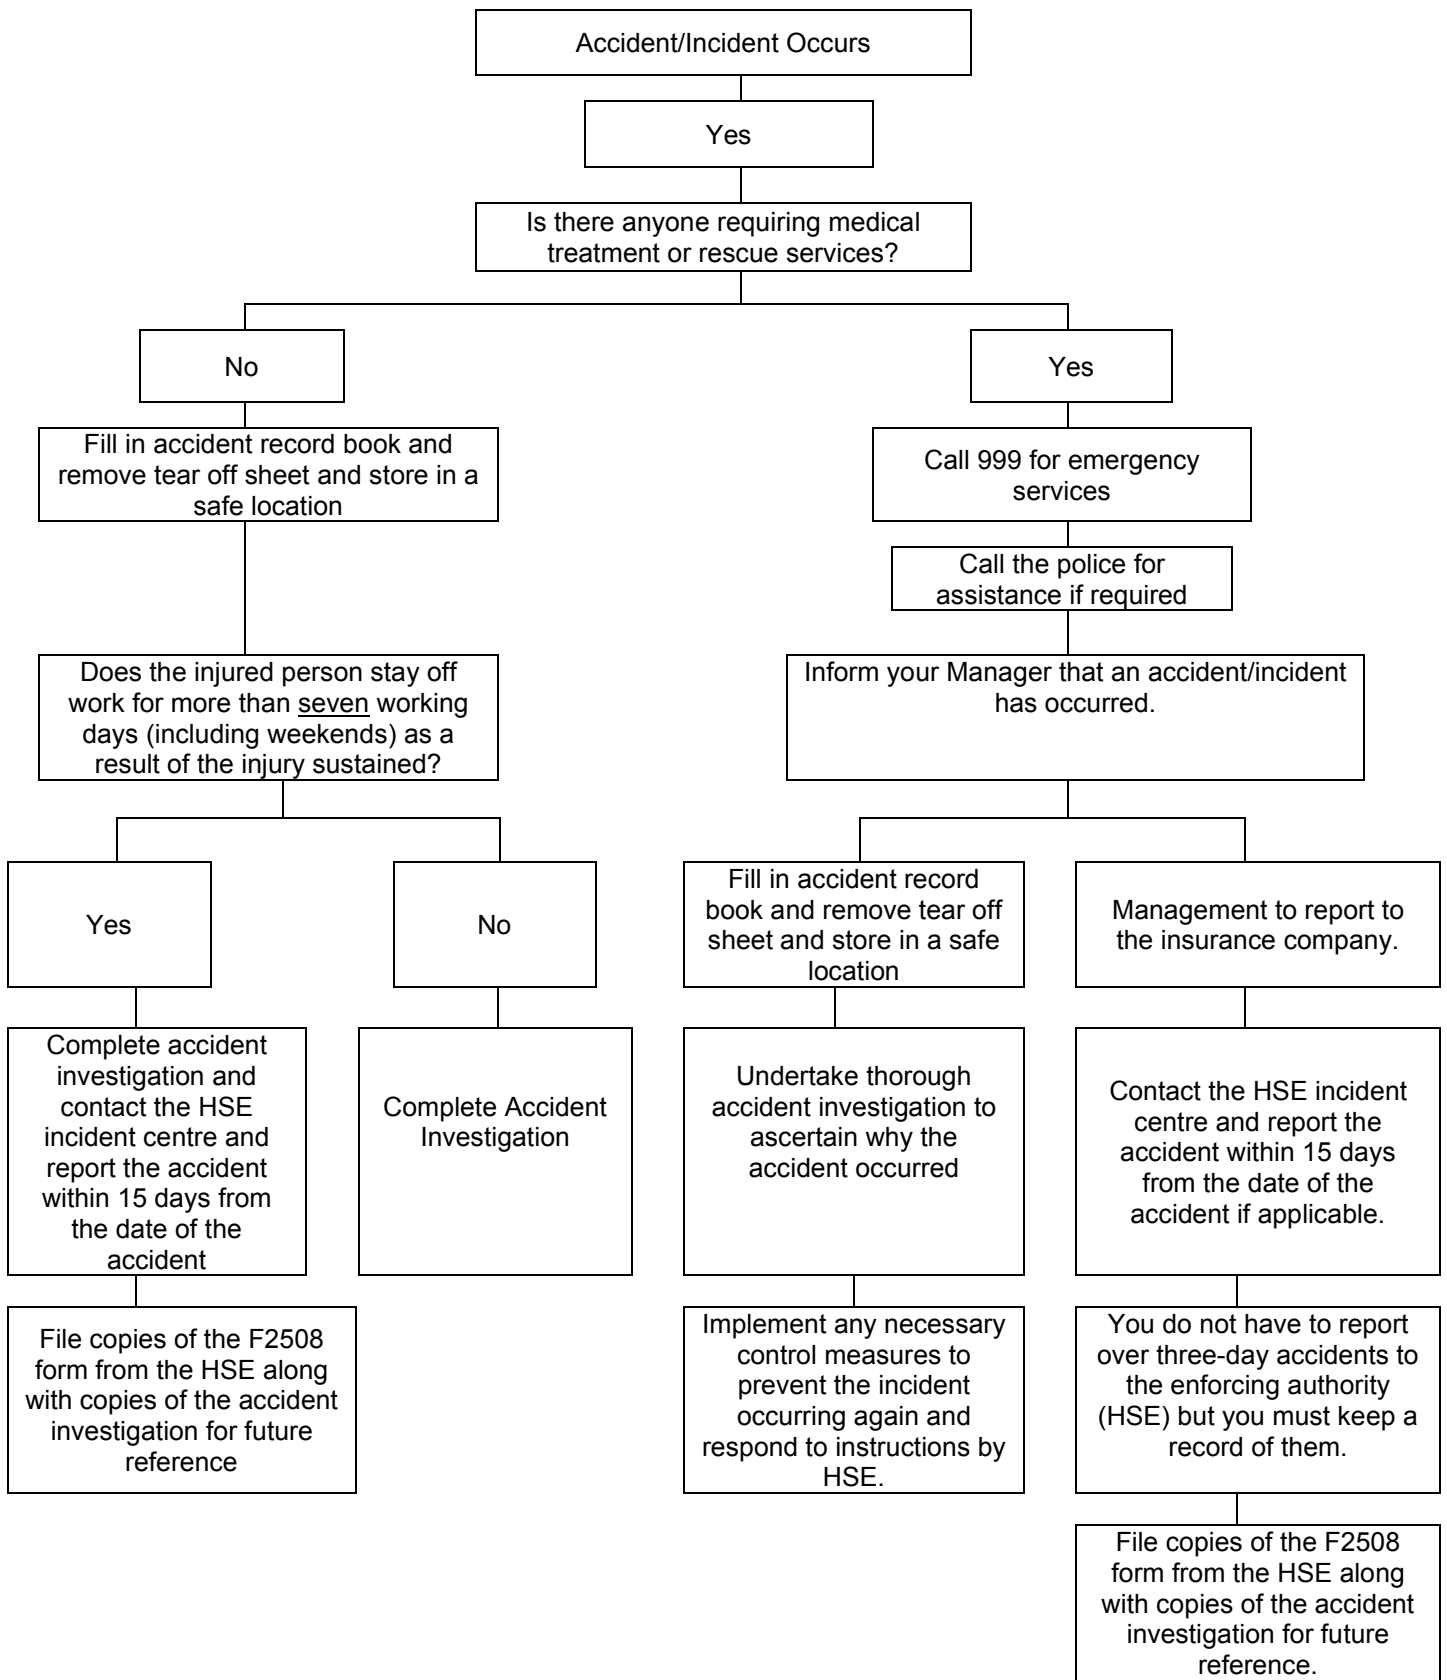 Accident/Incident Occurs
Yes
Is there anyone requiring medical
treatment or rescue services?
No
Yes
Fill in accident record book and
remove tear off sheet and store in a
safe location
Call 999 for emergency
services
Call the police for
assistance if required
Does the injured person stay off
work for more than seven working
days (including weekends) as a
result of the injury sustained?
Inform your Manager that an accident/incident
has occurred.
Yes
No
Fill in accident record
book and remove tear off
sheet and store in a safe
location
Management to report to
the insurance company.
Complete accident
investigation and
contact the HSE
incident centre and
report the accident
within 15 days from
the date of the
accident
Complete Accident
Investigation
Undertake thorough
accident investigation to
ascertain why the
accident occurred
Contact the HSE incident
centre and report the
accident within 15 days
from the date of the
accident if applicable.
File copies of the F2508
form from the HSE along
with copies of the accident
investigation for future
reference
Implement any necessary
control measures to
prevent the incident
occurring again and
respond to instructions by
HSE.
You do not have to report
over three-day accidents to
the enforcing authority
(HSE) but you must keep a
record of them.
File copies of the F2508
form from the HSE along
with copies of the accident
investigation for future
reference.